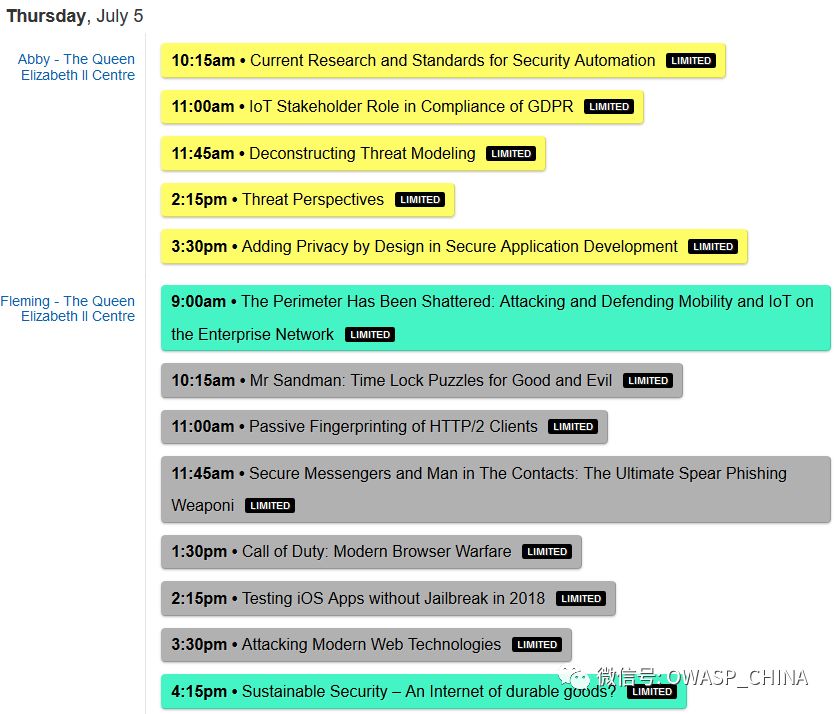 Thursday, July 5
Abby - The Queen
Elizabeth ll Centre
10:15am • Current Research and Standards for Security Automation LIMITED
11:00am • IoT Stakeholder Role in Compliance of GDPR LIMITED
11:45am • Deconstructing Threat Modeling LIMITED
2:15pm • Threat Perspectives LIMITED
3:30pm • Adding Privacy by Design in Secure Application Development LIMITED
Fleming - The Queen
Elizabeth ll Centre
9:00am • The Perimeter Has Been Shattered: Attacking and Defending Mobility and IoT on
the Enterprise Network LIMITED
10:15am • Mr Sandman: Time Lock Puzzles for Good and Evil LIMITED
11:00am • Passive Fingerprinting of HTTP/2 Clients LIMITED
11:45am • Secure Messengers and Man in The Contacts: The Ultimate Spear Phishing
Weaponi LIMITED
1:30pm • Call of Duty: Modern Browser Warfare LIMITED
2:15pm • Testing iOS Apps without Jailbreak in 2018 LIMITED
3:30pm • Attacking Modern Web Technologies LIMITED
微信号: OWASP_CHINA
4:15pm • Sustainable Security – An Internet of durable goods? LIMITED